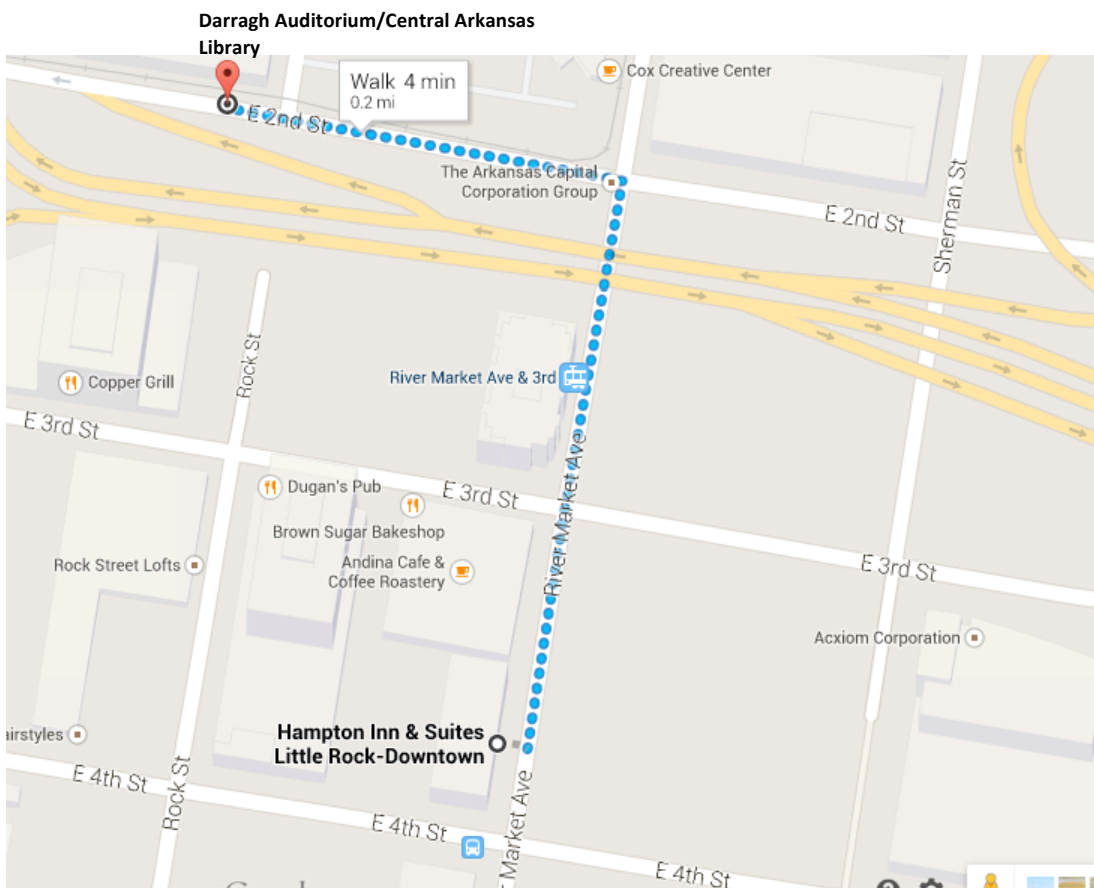 Darragh Auditorium/Central Arkansas
Library
Walk 4 min
0.2 mi
Cox Creative Center
E 2nd St
The Arkansas Capital
Corporation Group
E 2nd St
Sherman St
River Market Ave & 3rd
Copper Grill
Rock St
E 3rd St
Dugan's Pub
E 3rd St
Brown Sugar Bakeshop
River Market Ave
Andina Cafe &
Coffee Roastery
Rock Street Lofts
E 3rd St
Acxiom Corporation
Hampton Inn & Suites
Little Rock-Downtown
airstyles
E 4th St
Rock St
Market Ave
E 4th St
E 4th St